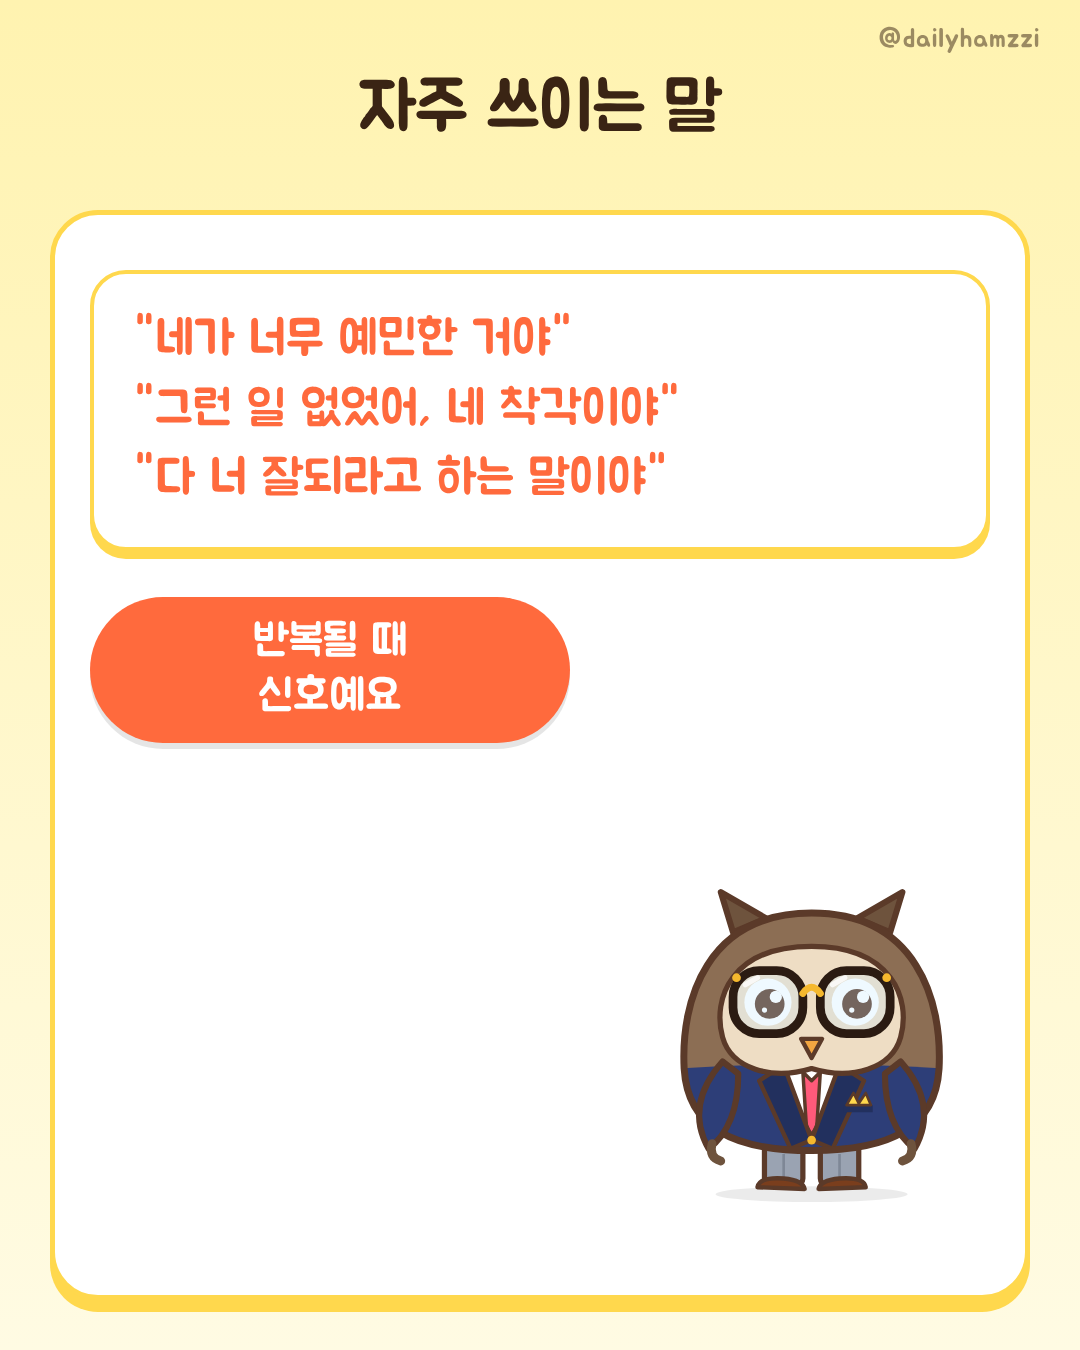 @dailyhamzzi
자주 쓰이는 말
"네가 너무 예민한 거야"
"그런 일 없었어, 네 착각이야"
"다 너 잘되라고 하는 말이야"
반복될 때
신호예요